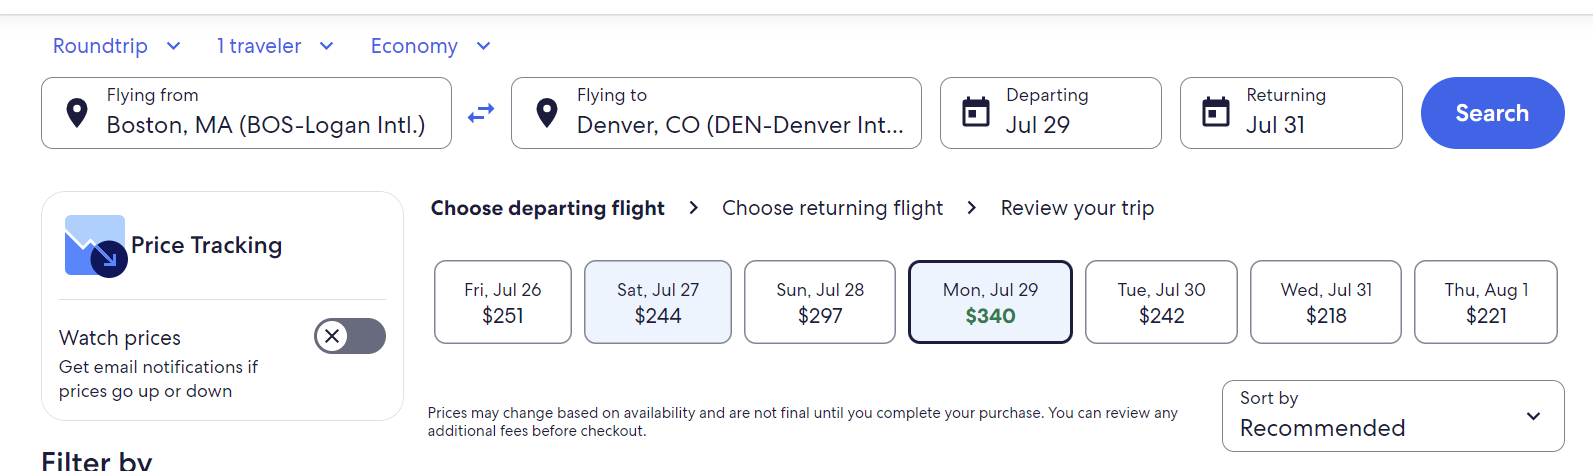 Roundtrip 1 traveler Economy
Flying from
Boston, MA (BOS-Logan Intl.)
Flying to
Denver, CO (DEN-Denver Int...
Departing
Jul 29
Returning
Jul 31
Search
Price Tracking
Watch prices
Get email notifications if
prices go up or down
Filter by
Choose departing flight > Choose returning flight > Review your trip
Fri, Jul 26
$251
Sat, Jul 27
$244
Sun, Jul 28
$297
Mon, Jul 29
$340
Tue, Jul 30
$242
Wed, Jul 31
$218
Thu, Aug 1
$221
Prices may change based on availability and are not final until you complete your purchase. You can review any
additional fees before checkout.
Sort by
Recommended